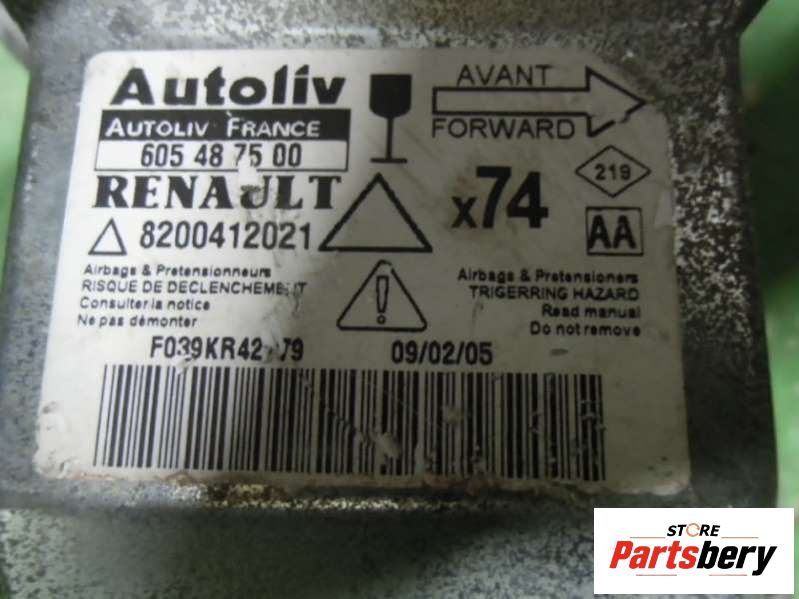 Autoliv
AUTOLIV FRANCE
605 48 75 00
RENAULT
8200412021
AVANT
FORWARD
x74
219
AA
Airbags & Pretensionneurs
RISQUE DE DECLENCHEMENT
Consulter la notice
Ne pas démonter
Airbags & Pretensioners
TRIGERRING HAZARD
Read manual
Do not remove
09/02/05
STORE
Partsbery